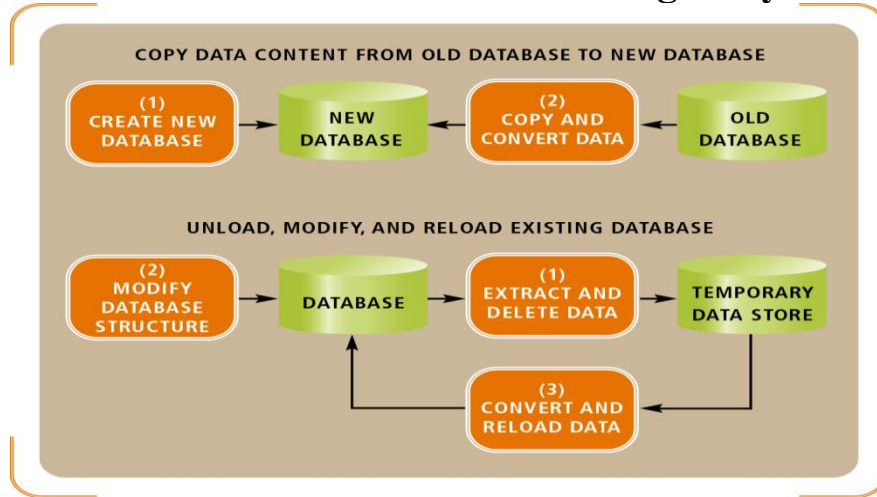 COPY DATA CONTENT FROM OLD DATABASE TO NEW DATABASE
(1)
CREATE NEW
DATABASE
NEW
DATABASE
(2)
COPY AND
CONVERT DATA
OLD
DATABASE
UNLOAD, MODIFY, AND RELOAD EXISTING DATABASE
(2)
MODIFY
DATABASE
STRUCTURE
DATABASE
(1)
EXTRACT AND
DELETE DATA
TEMPORARY
DATA STORE
(3)
CONVERT AND
RELOAD DATA